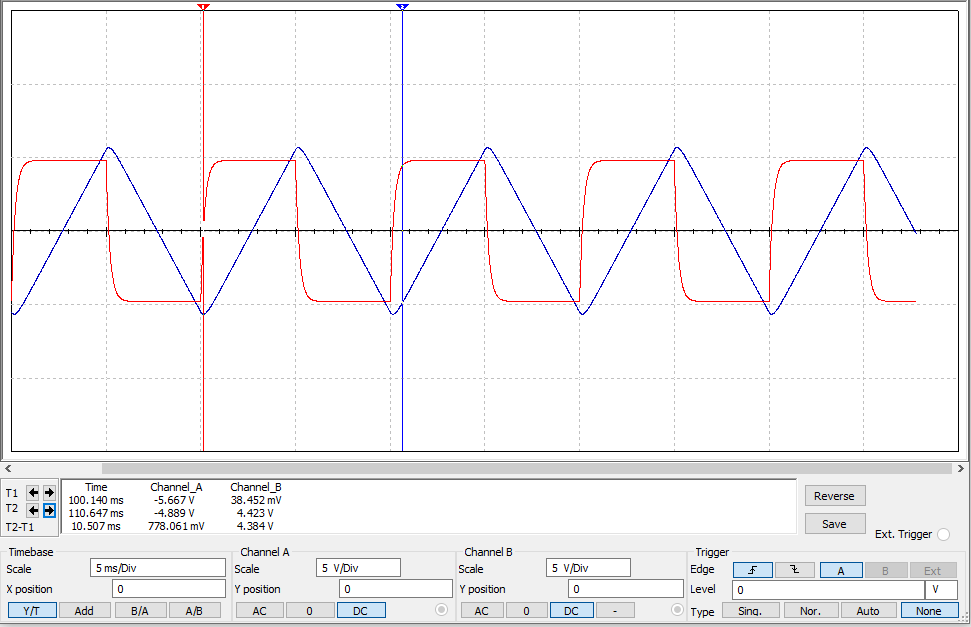 1 2
Time Channel_A Channel_B
T1 100.140 ms -5.667 V 38.452 mV
T2 110.647 ms -4.889 V 4.423 V
T2-T1 10.507 ms 778.061 mV 4.384 V
Reverse
Save
Ext. Trigger
Timebase Channel A Channel B Trigger
Scale 5 ms/Div Scale 5 V/Div Scale 5 V/Div Edge A B Ext
X position 0 Y position 0 Y position 0 Level 0 V
Y/T Add B/A A/B AC 0 DC AC 0 DC - Type Sing. Nor. Auto None